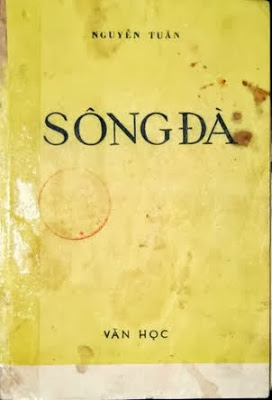 NGUYỄN TUÂN
SÔNG ĐÀ
VĂN HỌC